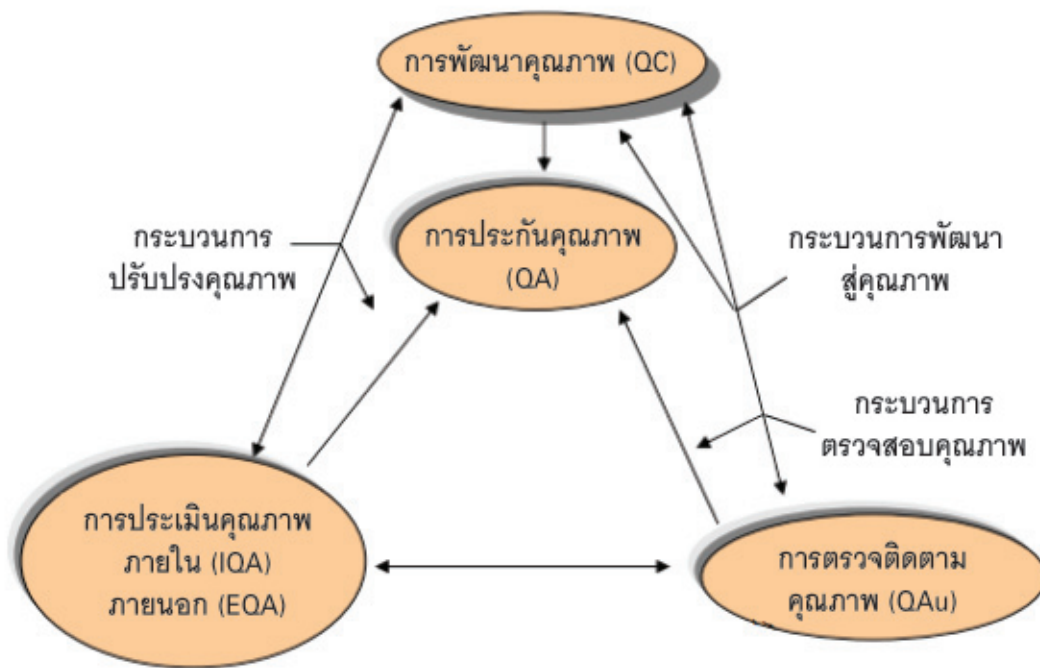 การพัฒนาคุณภาพ (QC)
การประกันคุณภาพ
(QA)
กระบวนการ
ปรับปรงคุณภาพ
กระบวนการพัฒนา
สู่คุณภาพ
กระบวนการ
ตรวจสอบคุณภาพ
การประเมินคุณภาพ
ภายใน (IQA)
ภายนอก (EQA)
การตรวจติดตาม
คุณภาพ (QAu)